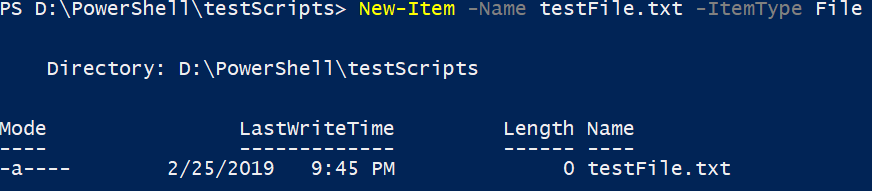 PS D:\PowerShell\testScripts> New-Item -Name testFile.txt -ItemType File
Directory: D:\PowerShell\testScripts
Mode LastWriteTime Length Name
---- ------------- ------ ----
-a---- 2/25/2019 9:45 PM 0 testFile.txt